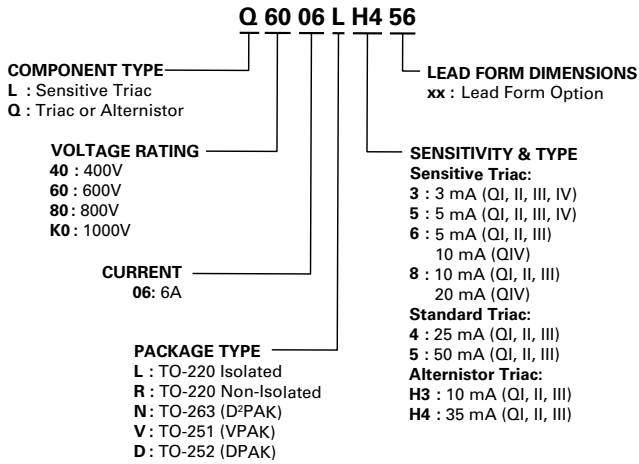 Q 60 06 L H4 56
COMPONENT TYPE
L : Sensitive Triac
Q : Triac or Alternistor
VOLTAGE RATING
40 : 400V
60 : 600V
80 : 800V
K0 : 1000V
CURRENT
06: 6A
PACKAGE TYPE
L : TO-220 Isolated
R : TO-220 Non-Isolated
N : TO-263 (D²PAK)
V : TO-251 (VPAK)
D : TO-252 (DPAK)
LEAD FORM DIMENSIONS
xx : Lead Form Option
SENSITIVITY & TYPE
Sensitive Triac:
3 : 3 mA (QI, II, III, IV)
5 : 5 mA (QI, II, III, IV)
6 : 5 mA (QI, II, III)
10 mA (QIV)
8 : 10 mA (QI, II, III)
20 mA (QIV)
Standard Triac:
4 : 25 mA (QI, II, III)
5 : 50 mA (QI, II, III)
Alternistor Triac:
H3 : 10 mA (QI, II, III)
H4 : 35 mA (QI, II, III)